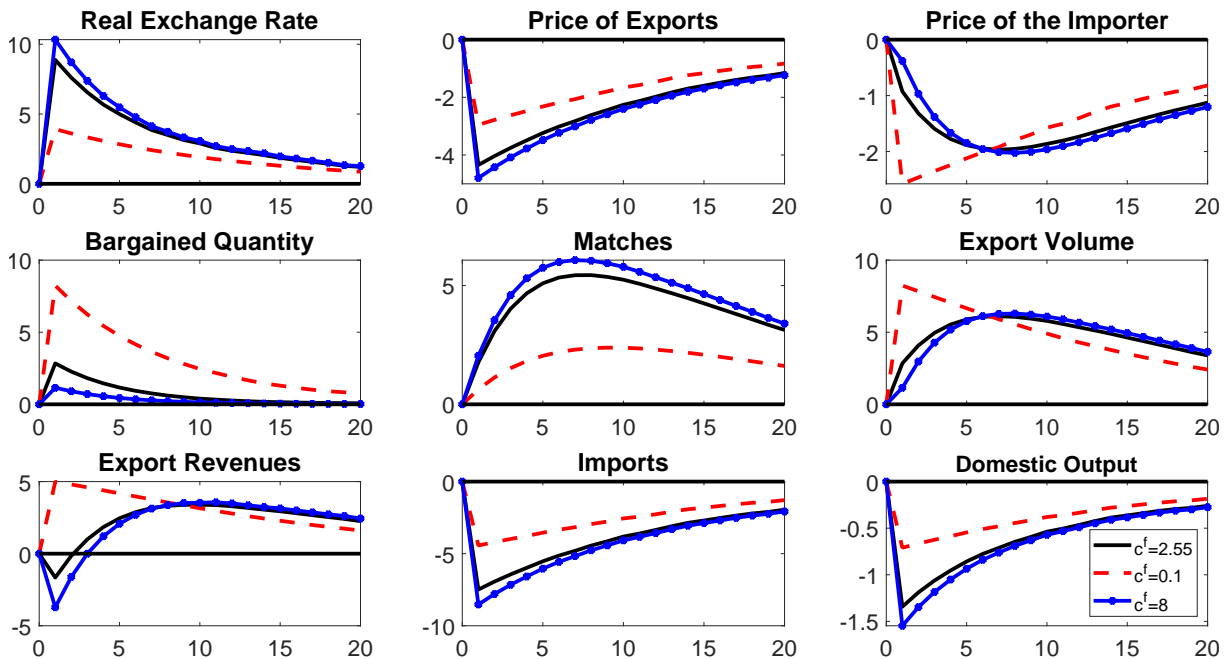 Real Exchange Rate
10
5
0
0 5 10 15 20
Price of Exports
0
-2
-4
0 5 10 15 20
Price of the Importer
0
-1
-2
0 5 10 15 20
Bargained Quantity
10
5
0
0 5 10 15 20
Matches
5
0
0 5 10 15 20
Export Volume
10
5
0
0 5 10 15 20
Export Revenues
5
0
-5
0 5 10 15 20
Imports
0
-5
-10
0 5 10 15 20
Domestic Output
0
-0.5
-1
-1.5
0 5 10 15 20
c^f=2.55
c^f=0.1
c^f=8